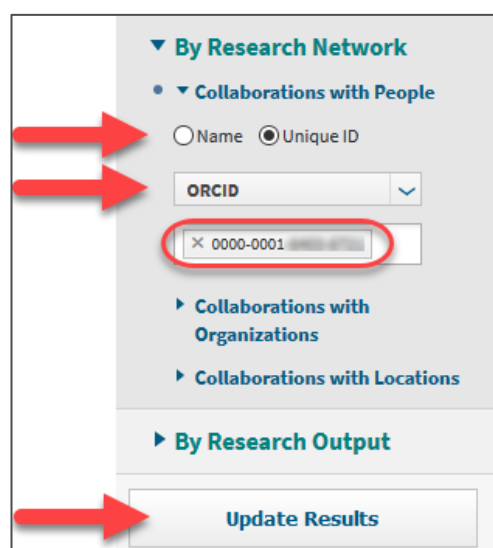 By Research Network
Collaborations with People
Name Unique ID
ORCID
× 0000-0001
Collaborations with
Organizations
Collaborations with Locations
By Research Output
Update Results